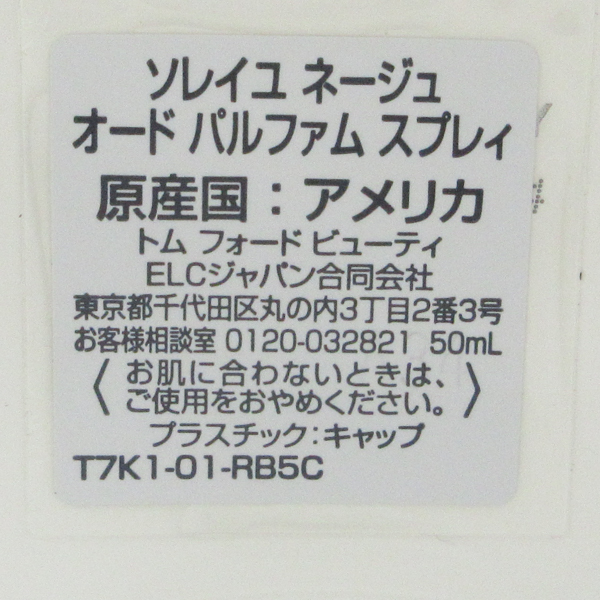 ソレイユ ネージュ
オード パルファム スプレィ
原産国：アメリカ
トム フォード ビューティ
ELCジャパン合同会社
東京都千代田区丸の内3丁目2番3号
お客様相談室 0120-032821 50mL
〈お肌に合わないときは、
ご使用をおやめください。〉
プラスチック：キャップ
T7K1-01-RB5C